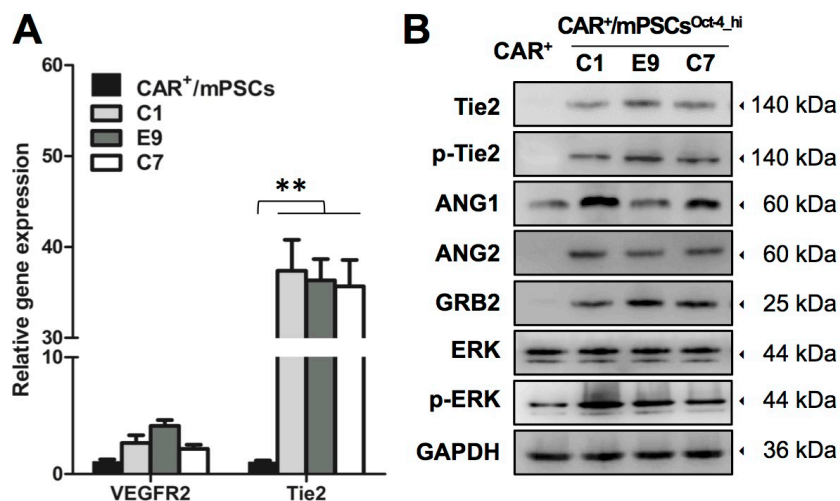 A
Relative gene expression
60
50
40
30
10
5
0
CAR⁺/mPSCs
C1
E9
C7
**
VEGFR2
Tie2
B
CAR⁺
CAR⁺/mPSCsOct-4_hi
C1 E9 C7
Tie2 140 kDa
p-Tie2 140 kDa
ANG1 60 kDa
ANG2 60 kDa
GRB2 25 kDa
ERK 44 kDa
p-ERK 44 kDa
GAPDH 36 kDa